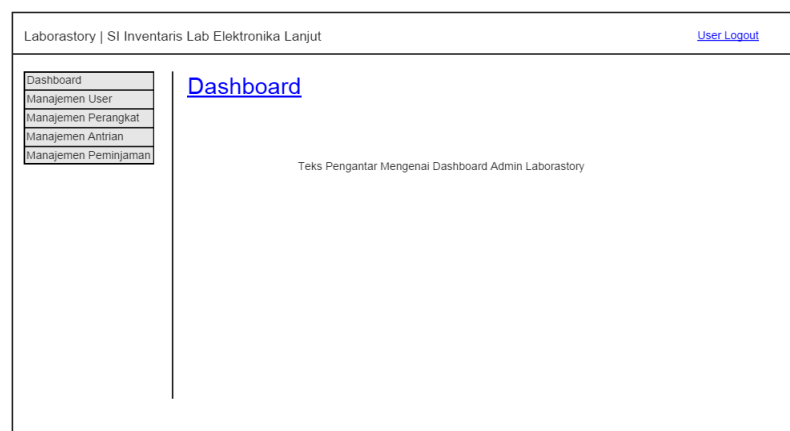 Laborastory | SI Inventaris Lab Elektronika Lanjut
User Logout
Dashboard
Manajemen User
Manajemen Perangkat
Manajemen Antrian
Manajemen Peminjaman
Dashboard
Teks Pengantar Mengenai Dashboard Admin Laborastory